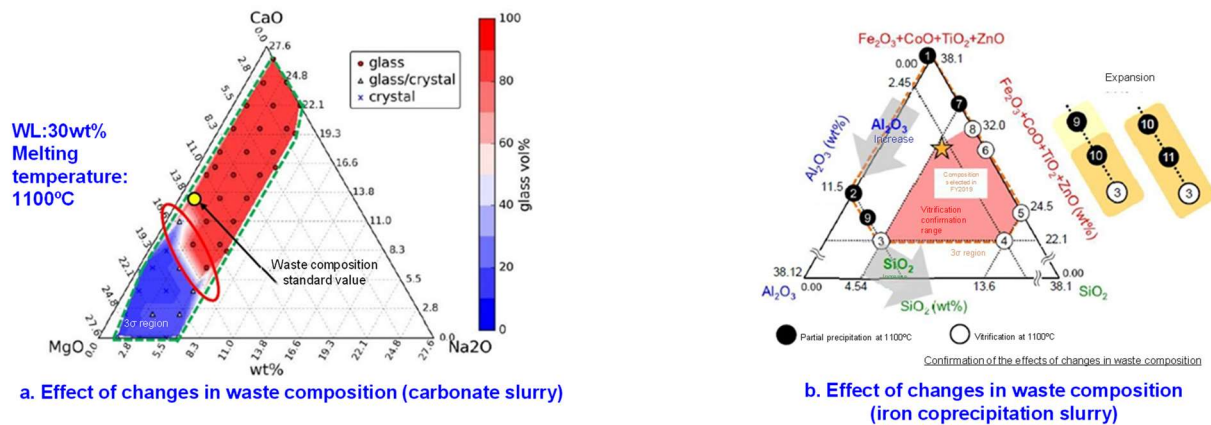 CaO
0.0
27.6
2.8
24.8
5.5
22.1
8.3
19.3
11.0
16.6
13.8
13.8
16.6
11.0
19.3
8.3
22.1
5.5
24.8
2.8
27.6
0.0
MgO
0.0
2.8
5.5
8.3
11.0
13.8
16.6
19.3
22.1
24.8
27.6
Na2O
wt%
WL:30wt%
Melting
temperature:
1100ºC
glass
glass/crystal
crystal
100
80
60
40
20
0
glass vol%
Waste composition
standard value
3σ region
a. Effect of changes in waste composition (carbonate slurry)
Fe₂O₃+CoO+TiO₂+ZnO
0.00
38.1
2.45
Al₂O₃
Increase
Al₂O₃ (wt%)
11.5
32.0
Fe₂O₃+CoO+TiO₂+ZnO (wt%)
24.5
22.1
0.00
38.12
Al₂O₃
0.00
4.54
SiO₂ (wt%)
13.6
38.1
SiO₂
1
7
8
6
2
9
3
4
5
Composition
selected in
FY2019
Vitrification
confirmation
range
3σ region
SiO₂
Expansion
9
10
3
10
11
3
Partial precipitation at 1100ºC
Vitrification at 1100ºC
Confirmation of the effects of changes in waste composition
b. Effect of changes in waste composition
(iron coprecipitation slurry)